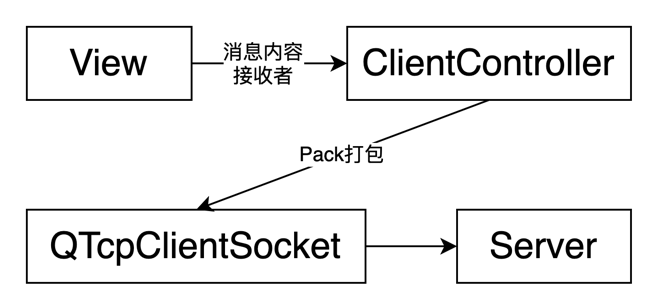 View
消息内容
接收者
ClientController
Pack打包
QTcpClientSocket
Server